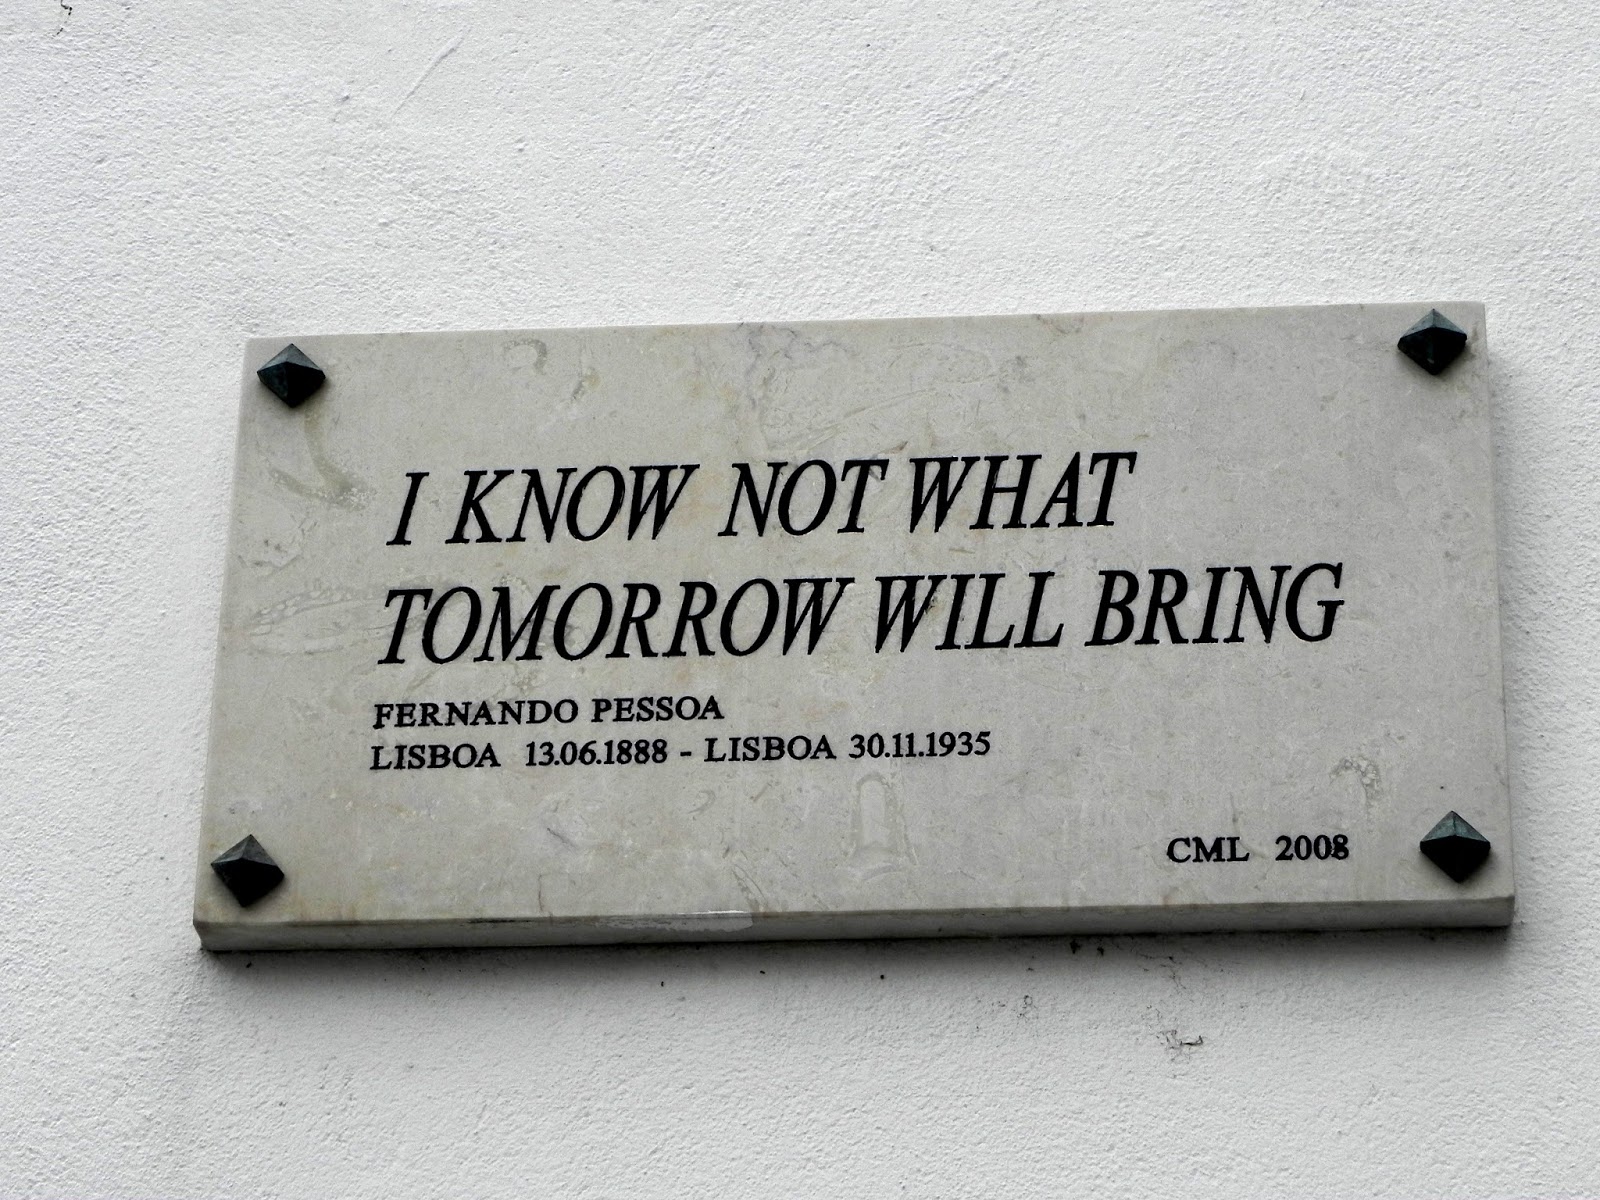 I KNOW NOT WHAT
TOMORROW WILL BRING
FERNANDO PESSOA
LISBOA 13.06.1888 - LISBOA 30.11.1935
CML 2008